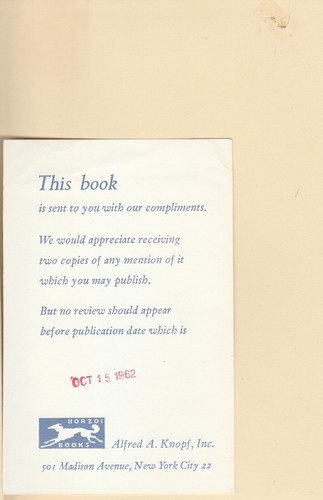 This book
is sent to you with our compliments.
We would appreciate receiving
two copies of any mention of it
which you may publish.
But no review should appear
before publication date which is
OCT 15 1962
BORZOI
BOOKS
Alfred A. Knopf, Inc.
501 Madison Avenue, New York City 22